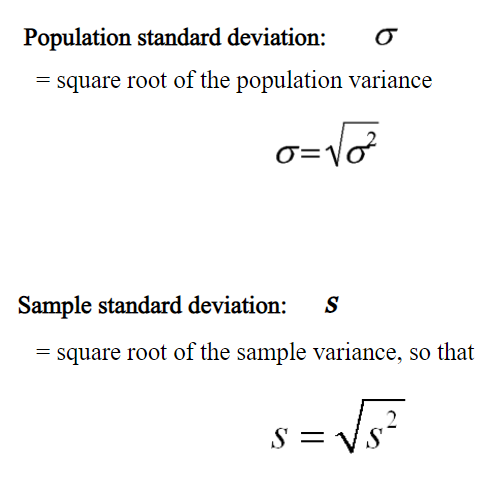 Population standard deviation: σ
= square root of the population variance
σ=√σ²
Sample standard deviation: s
= square root of the sample variance, so that
s = √s²